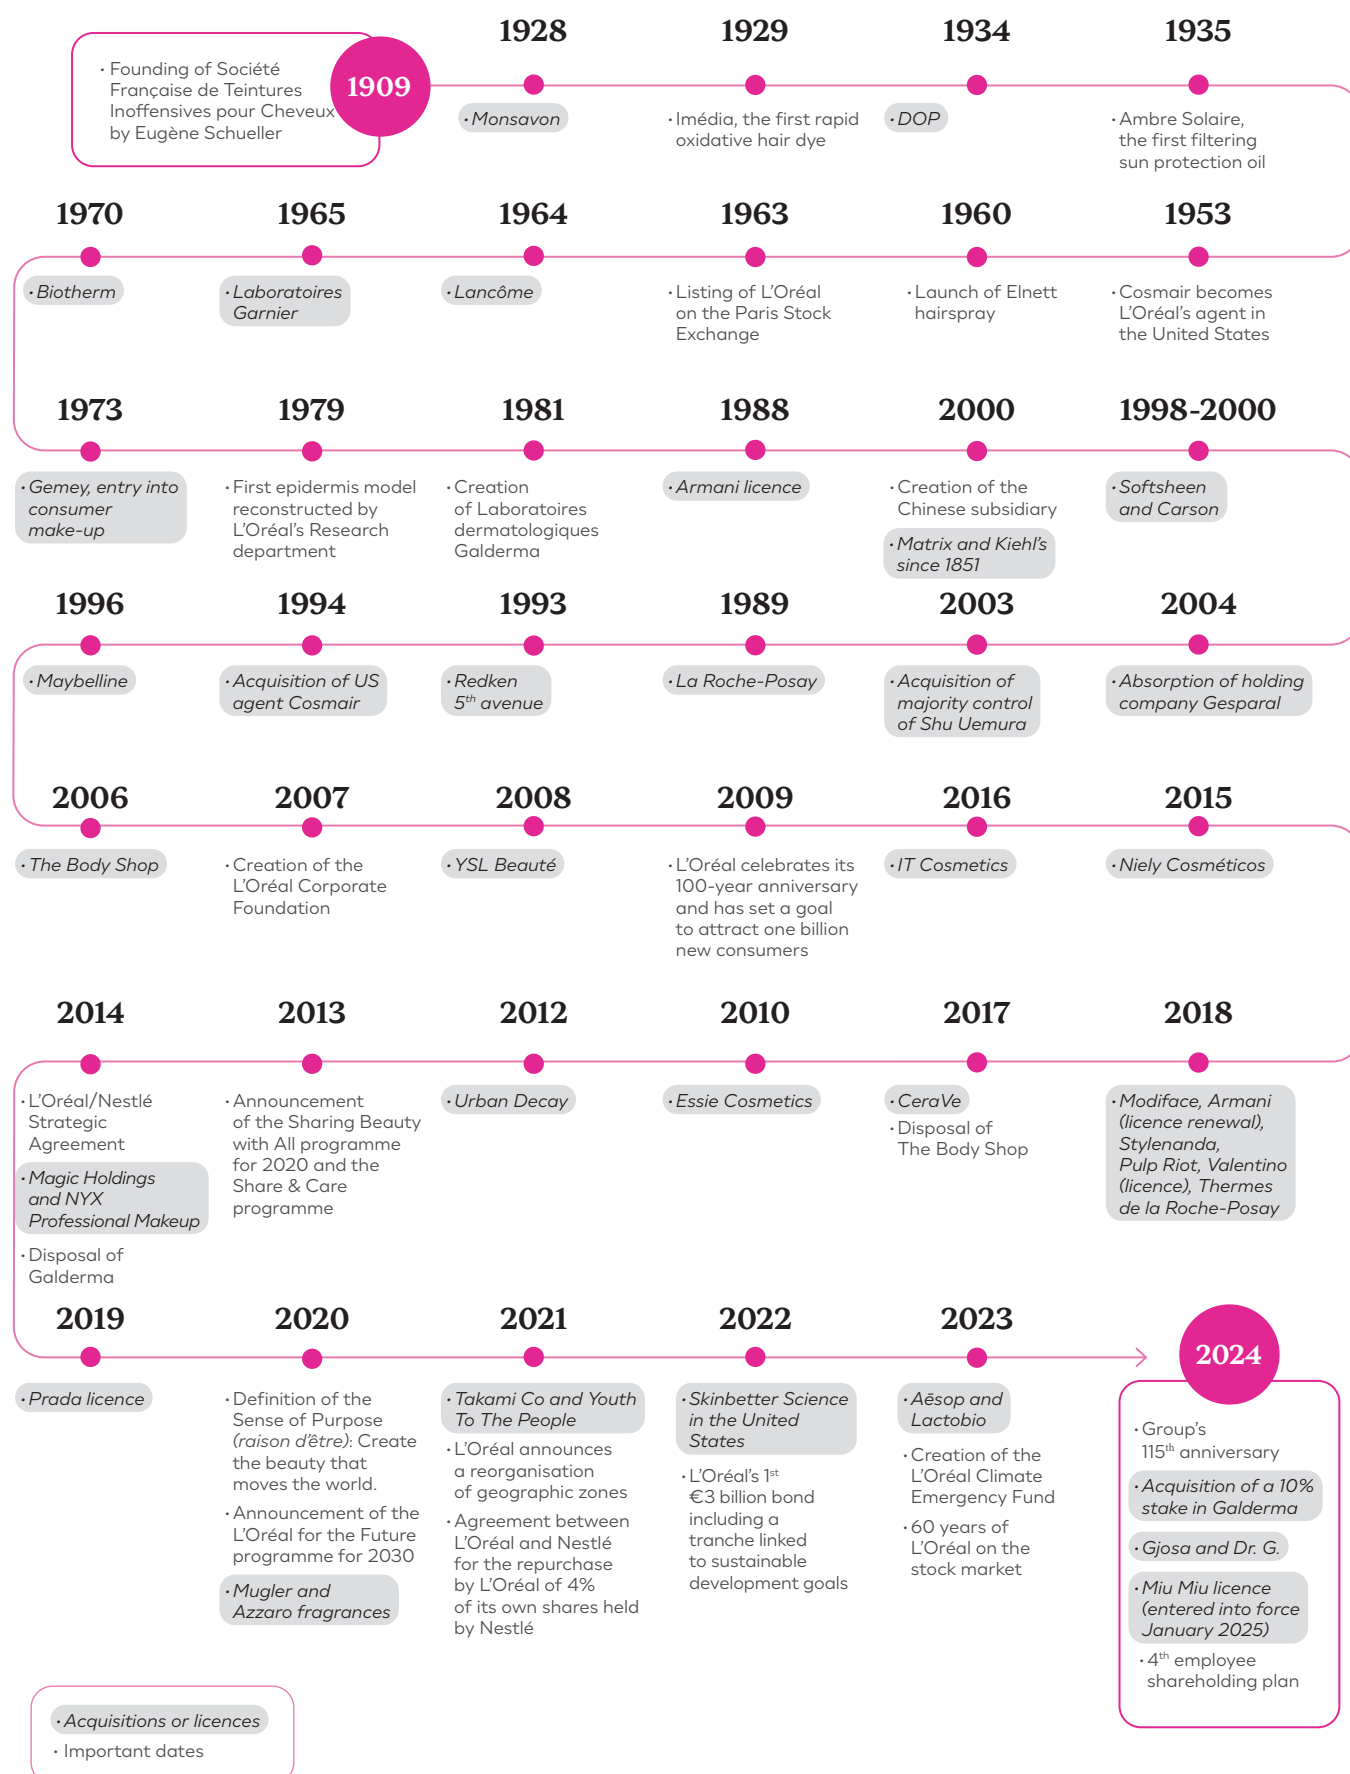 1909
· Founding of Société
Française de Teintures
Inoffensives pour Cheveux
by Eugène Schueller
1928
· Monsavon
1929
· Imédia, the first rapid
oxidative hair dye
1934
· DOP
1935
· Ambre Solaire,
the first filtering
sun protection oil
1970
· Biotherm
1965
· Laboratoires
Garnier
1964
· Lancôme
1963
· Listing of L’Oréal
on the Paris Stock
Exchange
1960
· Launch of Elnett
hairspray
1953
· Cosmair becomes
L’Oréal’s agent in
the United States
1973
· Gemey, entry into
consumer
make-up
1979
· First epidermis model
reconstructed by
L’Oréal’s Research
department
1981
· Creation
of Laboratoires
dermatologiques
Galderma
1988
· Armani licence
2000
· Creation of the
Chinese subsidiary
· Matrix and Kiehl’s
since 1851
1998-2000
· Softsheen
and Carson
1996
· Maybelline
1994
· Acquisition of US
agent Cosmair
1993
· Redken
5th avenue
1989
· La Roche-Posay
2003
· Acquisition of
majority control
of Shu Uemura
2004
· Absorption of holding
company Gesparal
2006
· The Body Shop
2007
· Creation of the
L’Oréal Corporate
Foundation
2008
· YSL Beauté
2009
· L’Oréal celebrates its
100-year anniversary
and has set a goal
to attract one billion
new consumers
2016
· IT Cosmetics
2015
· Niely Cosméticos
2014
· L’Oréal/Nestlé
Strategic
Agreement
· Magic Holdings
and NYX
Professional Makeup
· Disposal of
Galderma
2013
· Announcement
of the Sharing Beauty
with All programme
for 2020 and the
Share & Care
programme
2012
· Urban Decay
2010
· Essie Cosmetics
2017
· CeraVe
· Disposal of
The Body Shop
2018
· Modiface, Armani
(licence renewal),
Stylenanda,
Pulp Riot, Valentino
(licence), Thermes
de la Roche-Posay
2019
· Prada licence
2020
· Definition of the
Sense of Purpose
(raison d’être): Create
the beauty that
moves the world.
· Announcement of the
L’Oréal for the Future
programme for 2030
· Mugler and
Azzaro fragrances
2021
· Takami Co and Youth
To The People
· L’Oréal announces
a reorganisation
of geographic zones
· Agreement between
L’Oréal and Nestlé
for the repurchase
by L’Oréal of 4%
of its own shares held
by Nestlé
2022
· Skinbetter Science
in the United
States
· L’Oréal’s 1st
€3 billion bond
including a
tranche linked
to sustainable
development goals
2023
· Aēsop and
Lactobio
· Creation of the
L’Oréal Climate
Emergency Fund
· 60 years of
L’Oréal on the
stock market
2024
· Group’s
115th anniversary
· Acquisition of a 10%
stake in Galderma
· Gjosa and Dr. G.
· Miu Miu licence
(entered into force
January 2025)
· 4th employee
shareholding plan
· Acquisitions or licences
· Important dates